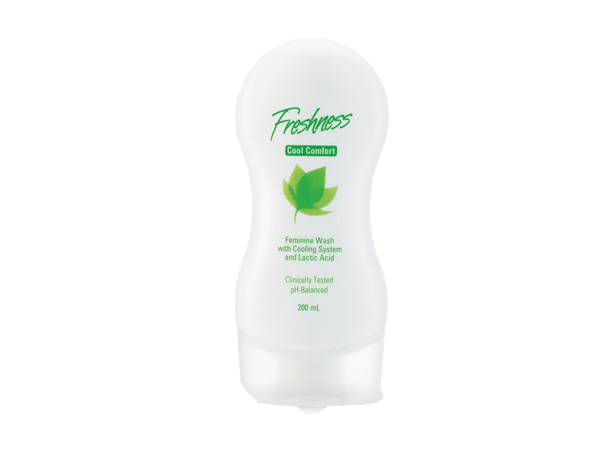 Freshness
Cool Comfort
Feminine Wash
with Cooling System
and Lactic Acid
Clinically Tested
pH-Balanced
200 mL